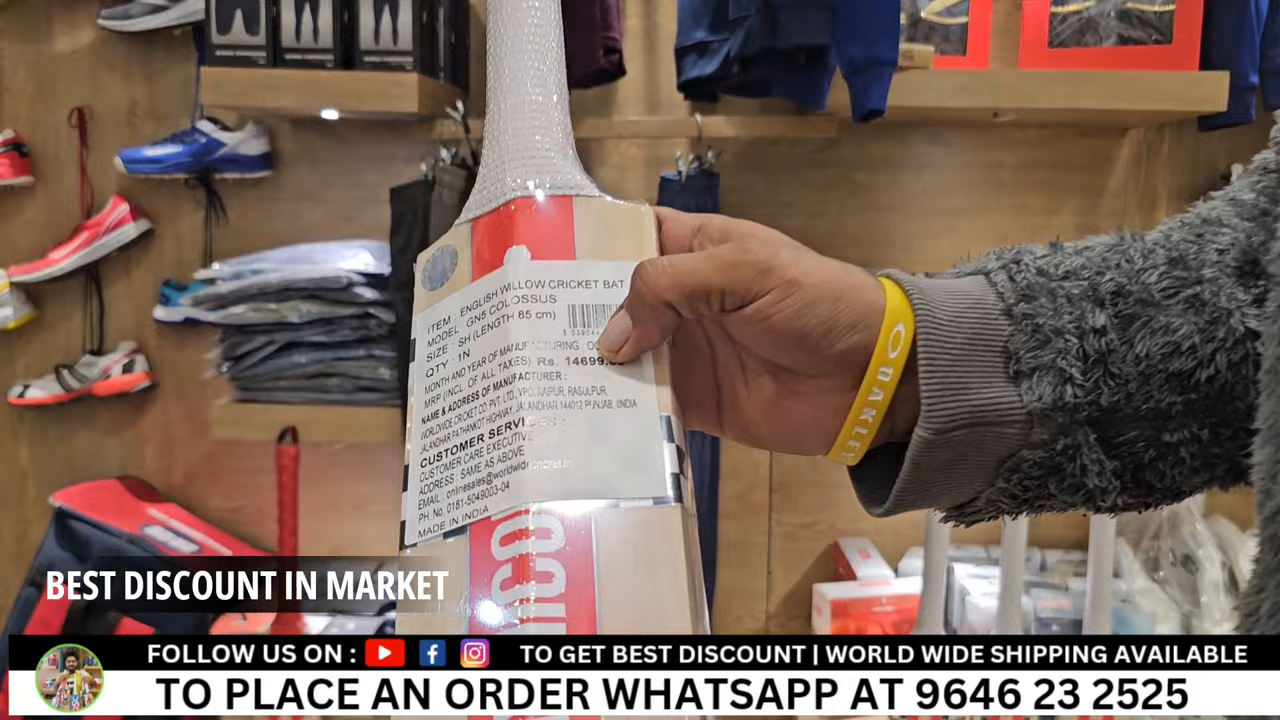 ITEM : ENGLISH WILLOW CRICKET BAT
MODEL : GN5 COLOSSUS
SIZE : SH (LENGTH 85 cm)
QTY : 1N
MONTH AND YEAR OF MANUFACTURING :
MRP (INCL. OF ALL TAXES) Rs. 14699
NAME & ADDRESS OF MANUFACTURER :
WORLDWIDE CRICKET CO. PVT. LTD., VPO. RAIPUR, RASULPUR,
JALANDHAR PATHANKOT HIGHWAY, JALANDHAR 144012 PUNJAB, INDIA
CUSTOMER SERVICES :
CUSTOMER CARE EXECUTIVE
ADDRESS : SAME AS ABOVE
EMAIL : onlinesales@worldwidecricket.in
PH. No. 0181-5049003-04
MADE IN INDIA
OAKLEY
BEST DISCOUNT IN MARKET
FOLLOW US ON :
TO GET BEST DISCOUNT | WORLD WIDE SHIPPING AVAILABLE
TO PLACE AN ORDER WHATSAPP AT 9646 23 2525